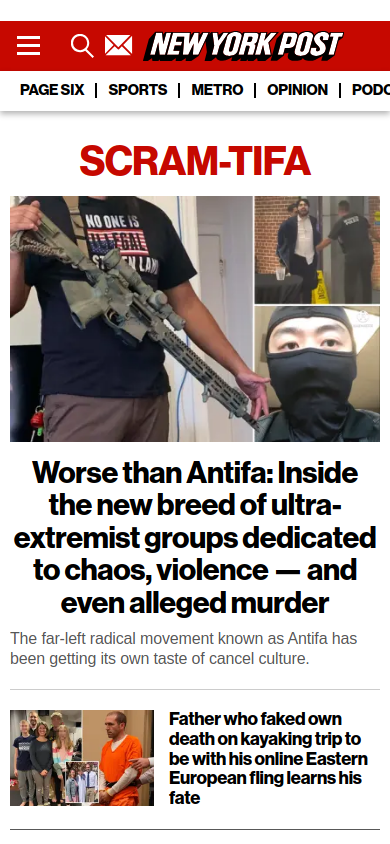 NEW YORK POST
PAGE SIX
SPORTS
METRO
OPINION
PODC
SCRAM-TIFA
NO ONE IS
ILLEGAL
LAND
Worse than Antifa: Inside
the new breed of ultra-
extremist groups dedicated
to chaos, violence — and
even alleged murder
The far-left radical movement known as Antifa has
been getting its own taste of cancel culture.
Father who faked own
death on kayaking trip to
be with his online Eastern
European fling learns his
fate